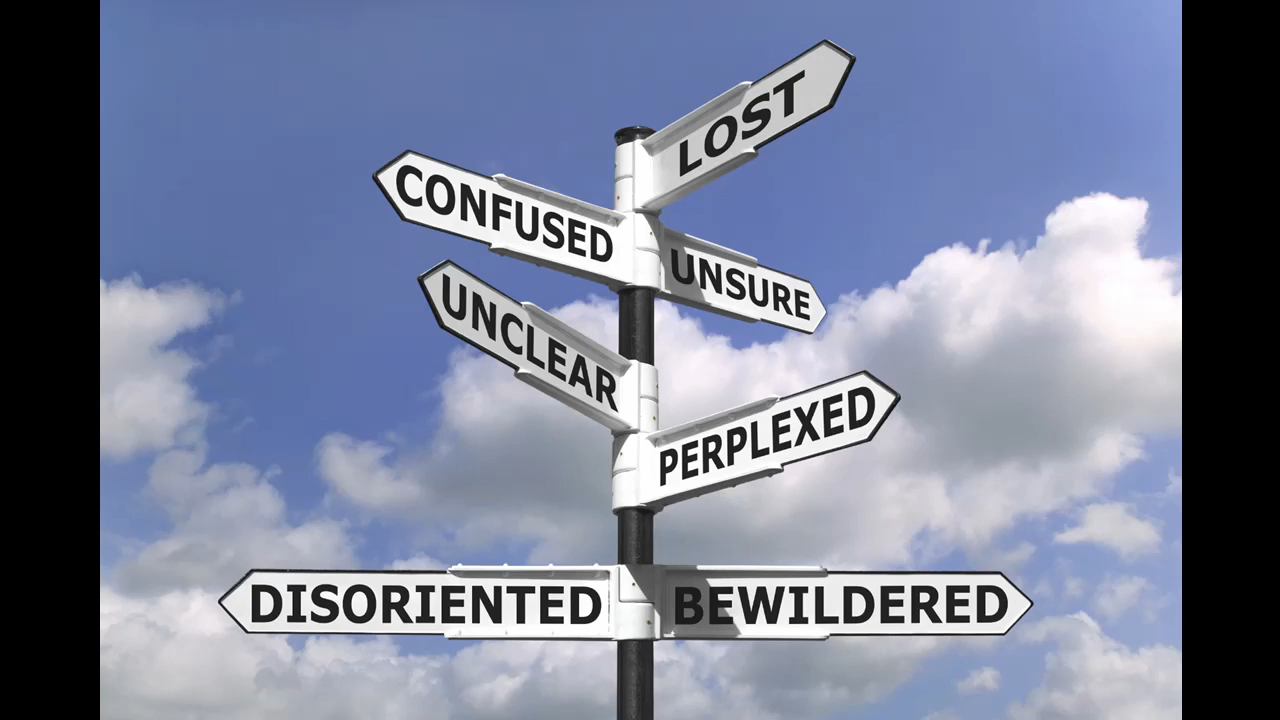 LOST
CONFUSED
UNSURE
UNCLEAR
PERPLEXED
DISORIENTED
BEWILDERED